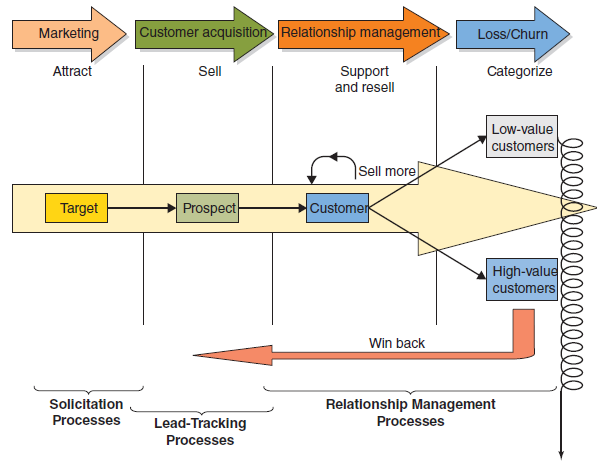 Marketing
Customer acquisition
Relationship management
Loss/Churn
Attract
Sell
Support
and resell
Categorize
Low-value
customers
Sell more
Target
Prospect
Customer
High-value
customers
Win back
Solicitation
Processes
Lead-Tracking
Processes
Relationship Management
Processes